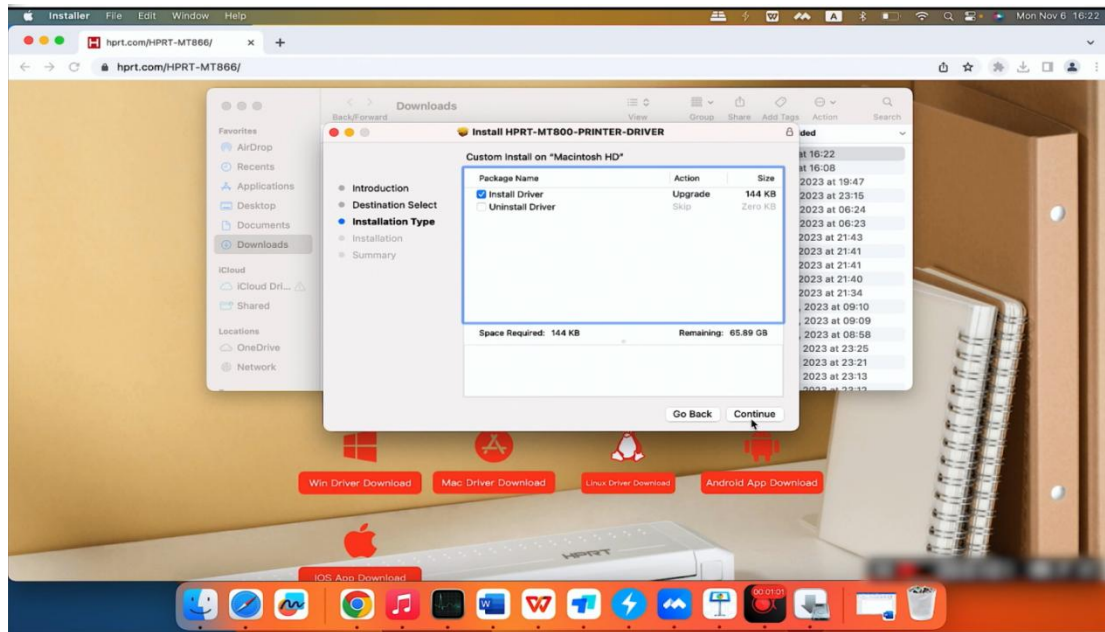 Installer File Edit Window Help
A
Mon Nov 6 16:22
hprt.com/HPRT-MT866/
hprt.com/HPRT-MT866/
Downloads
Back/Forward View Group Share Add Tags Action Search
Favorites
AirDrop
Recents
Applications
Desktop
Documents
Downloads
iCloud
iCloud Dri...
Shared
Locations
OneDrive
Network
Install HPRT-MT800-PRINTER-DRIVER
Custom Install on "Macintosh HD"
Introduction
Destination Select
Installation Type
Installation
Summary
Package Name Action Size
Install Driver Upgrade 144 KB
Uninstall Driver Skip Zero KB
Space Required: 144 KB Remaining: 65.89 GB
Go Back Continue
ded
at 16:22
at 16:08
2023 at 19:47
2023 at 23:15
2023 at 06:24
2023 at 06:23
2023 at 21:43
2023 at 21:41
2023 at 21:41
2023 at 21:40
2023 at 21:34
, 2023 at 09:10
, 2023 at 09:09
, 2023 at 08:58
2023 at 23:25
2023 at 23:21
2023 at 23:13
Win Driver Download
Mac Driver Download
Linux Driver Download
Android App Download
IOS App Download
HPRT
00:01:01